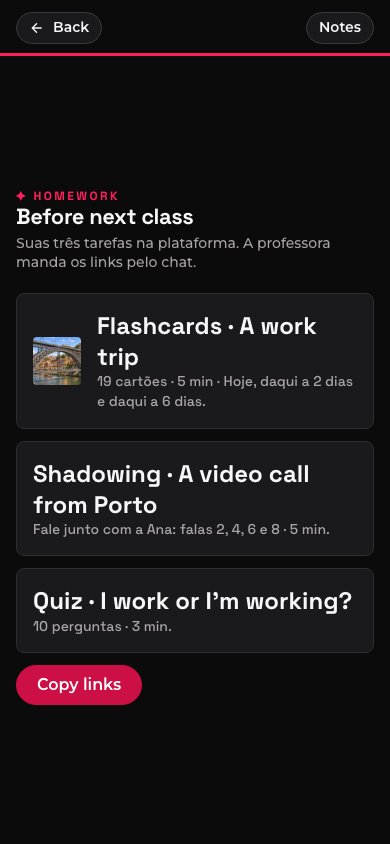 Back
Notes
HOMEWORK
Before next class
Suas três tarefas na plataforma. A professora
manda os links pelo chat.
Flashcards · A work
trip
19 cartões · 5 min · Hoje, daqui a 2 dias
e daqui a 6 dias.
Shadowing · A video call
from Porto
Fale junto com a Ana: falas 2, 4, 6 e 8 · 5 min.
Quiz · I work or I'm working?
10 perguntas · 3 min.
Copy links